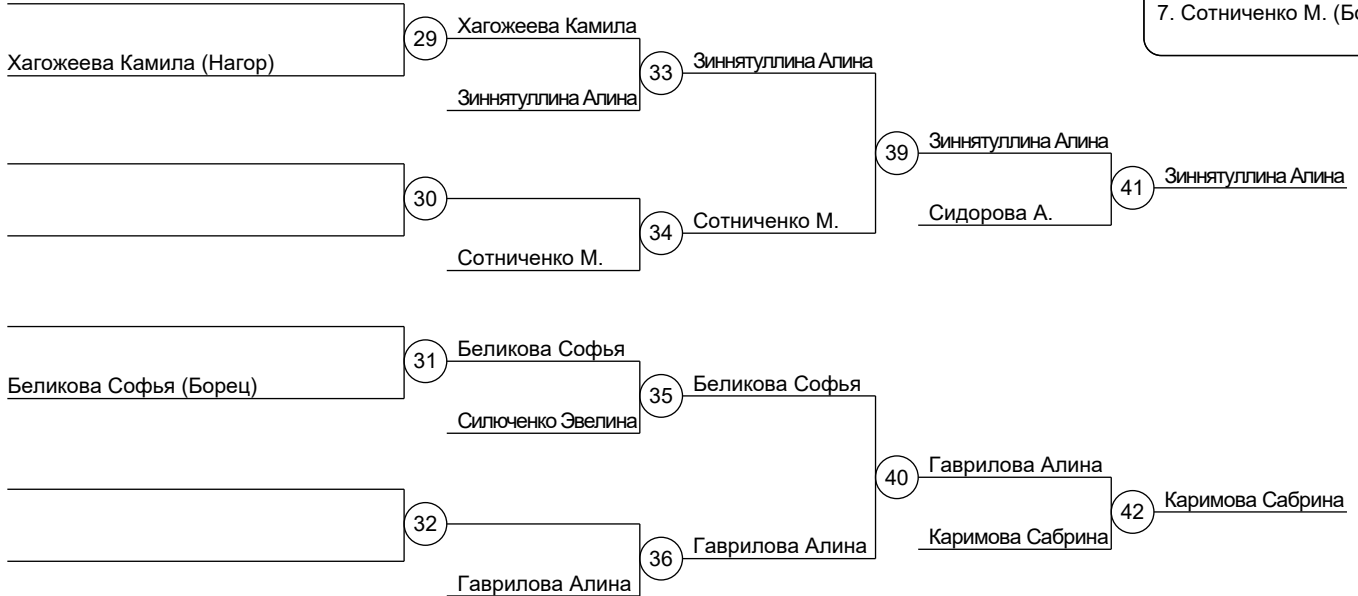 7. Сотниченко М. (Бо
29
Хагожеева Камила
Хагожеева Камила (Нагор)
33
Зиннятуллина Алина
Зиннятуллина Алина
39
Зиннятуллина Алина
41
Зиннятуллина Алина
30
Сидорова А.
34
Сотниченко М.
Сотниченко М.
31
Беликова Софья
Беликова Софья (Борец)
35
Беликова Софья
Силюченко Эвелина
40
Гаврилова Алина
42
Каримова Сабрина
32
Каримова Сабрина
36
Гаврилова Алина
Гаврилова Алина